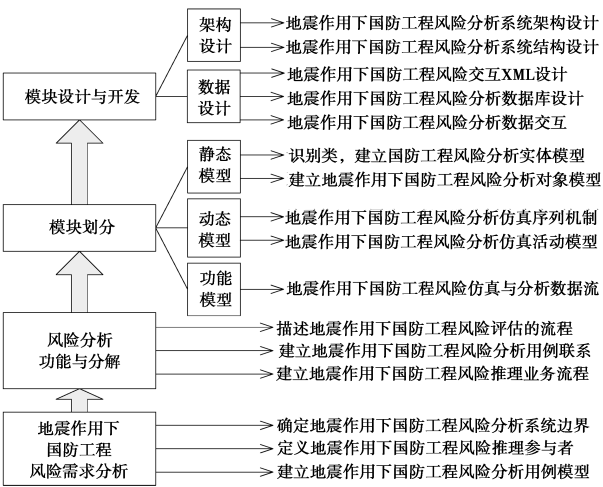 架构
设计
地震作用下国防工程风险分析系统架构设计
地震作用下国防工程风险分析系统结构设计
模块设计与开发
数据
设计
地震作用下国防工程风险交互XML设计
地震作用下国防工程风险分析数据库设计
地震作用下国防工程风险分析数据交互
静态
模型
识别类，建立国防工程风险分析实体模型
建立地震作用下国防工程风险分析对象模型
模块划分
动态
模型
地震作用下国防工程风险分析仿真序列机制
地震作用下国防工程风险分析仿真活动模型
功能
模型
地震作用下国防工程风险仿真与分析数据流
风险分析
功能与分解
描述地震作用下国防工程风险评估的流程
建立地震作用下国防工程风险分析用例联系
建立地震作用下国防工程风险推理业务流程
地震作用下
国防工程
风险需求分析
确定地震作用下国防工程风险分析系统边界
定义地震作用下国防工程风险推理参与者
建立地震作用下国防工程风险分析用例模型